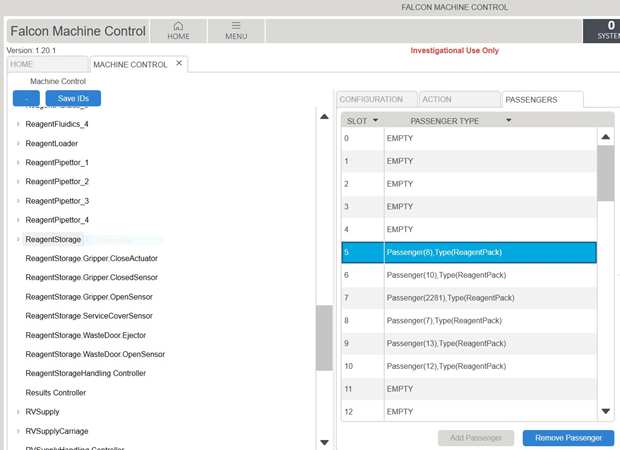 FALCON MACHINE CONTROL
Falcon Machine Control
HOME
MENU
0
Version: 1.20.1
Investigational Use Only
HOME
MACHINE CONTROL
Machine Control
-
Save IDs
ReagentFluidics_4
ReagentLoader
ReagentPipettor_1
ReagentPipettor_2
ReagentPipettor_3
ReagentPipettor_4
ReagentStorage
ReagentStorage.Gripper.CloseActuator
ReagentStorage.Gripper.ClosedSensor
ReagentStorage.Gripper.OpenSensor
ReagentStorage.ServiceCoverSensor
ReagentStorage.WasteDoor.Ejector
ReagentStorage.WasteDoor.OpenSensor
ReagentStorageHandling Controller
Results Controller
RVSupply
RVSupplyCarriage
RVSupplyHandling Controller
CONFIGURATION
ACTION
PASSENGERS
SLOT PASSENGER TYPE
0 EMPTY
1 EMPTY
2 EMPTY
3 EMPTY
4 EMPTY
5 Passenger(8),Type(ReagentPack)
6 Passenger(10),Type(ReagentPack)
7 Passenger(2281),Type(ReagentPack)
8 Passenger(7),Type(ReagentPack)
9 Passenger(13),Type(ReagentPack)
10 Passenger(12),Type(ReagentPack)
11 EMPTY
12 EMPTY
Add Passenger
Remove Passenger